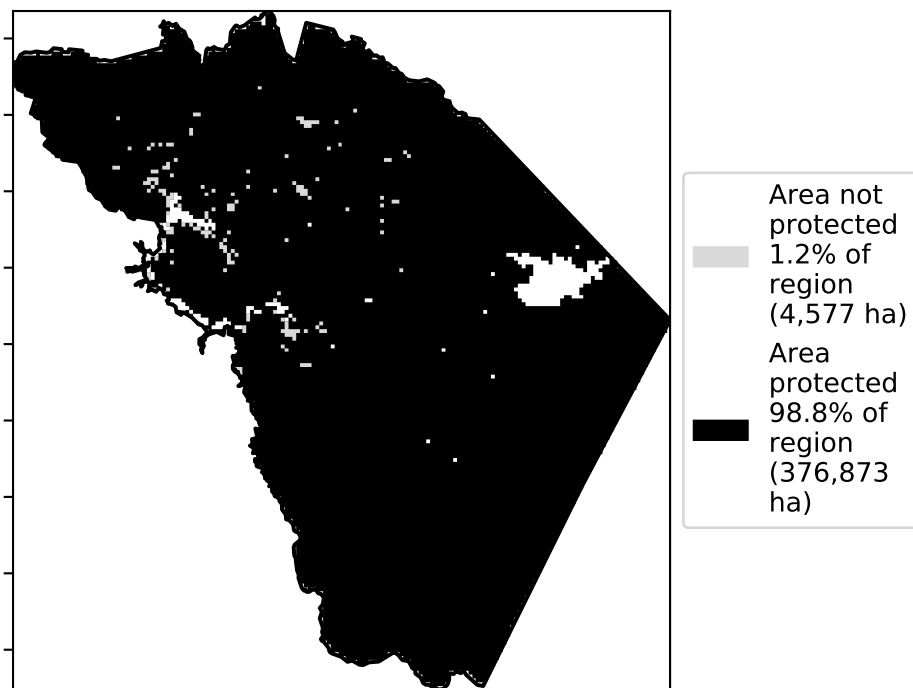 Area not
protected
1.2% of
region
(4,577 ha)
Area
protected
98.8% of
region
(376,873
ha)